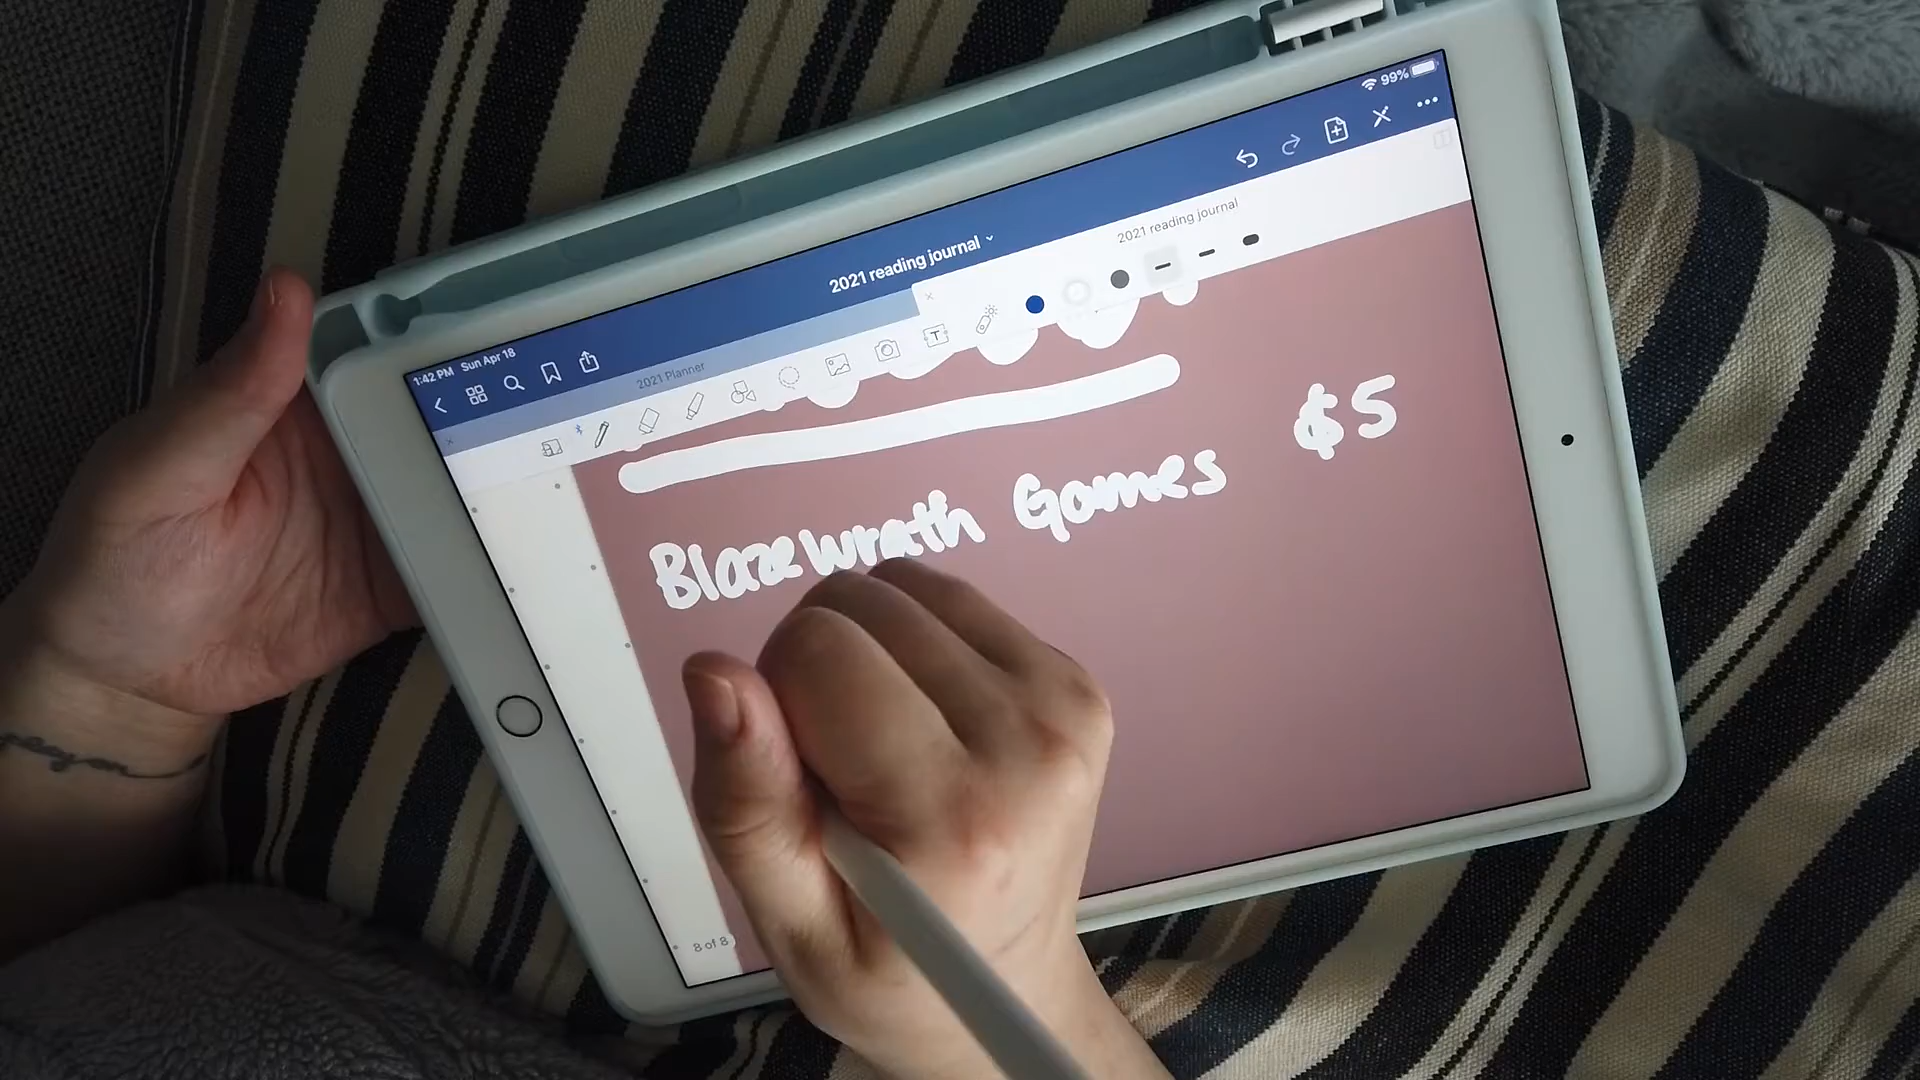 99%
1:42 PM Sun Apr 18
2021 reading journal
2021 Planner
2021 reading journal
T
Blazewrath Games $5
8 of 8